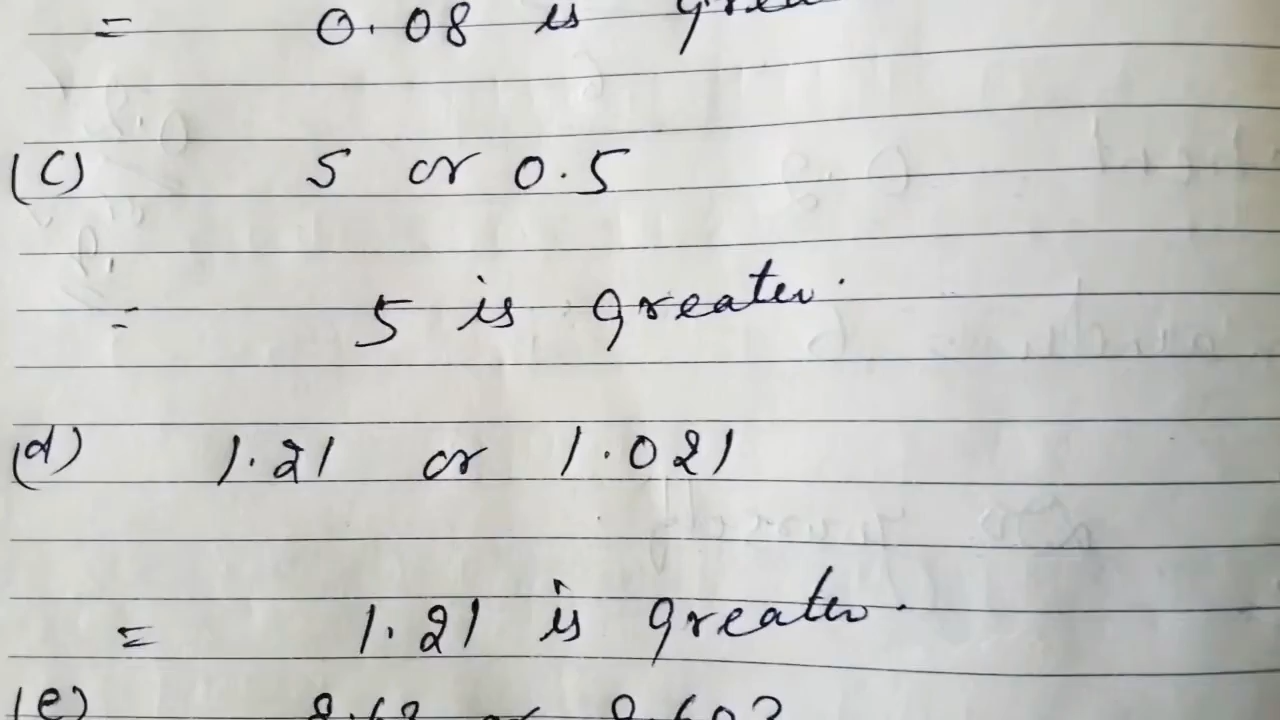 = 0.08 is
(c) 5 or 0.5
= 5 is greater.
(d) 1.21 or 1.021
= 1.21 is greater.
(e) or